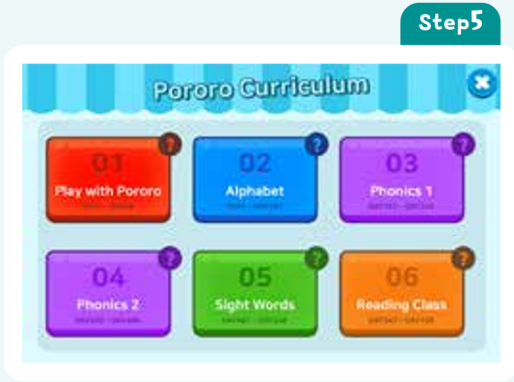 Step5
Pororo Curriculum
?
01
Play with Pororo
?
02
Alphabet
?
03
Phonics 1
?
04
Phonics 2
?
05
Sight Words
?
06
Reading Class